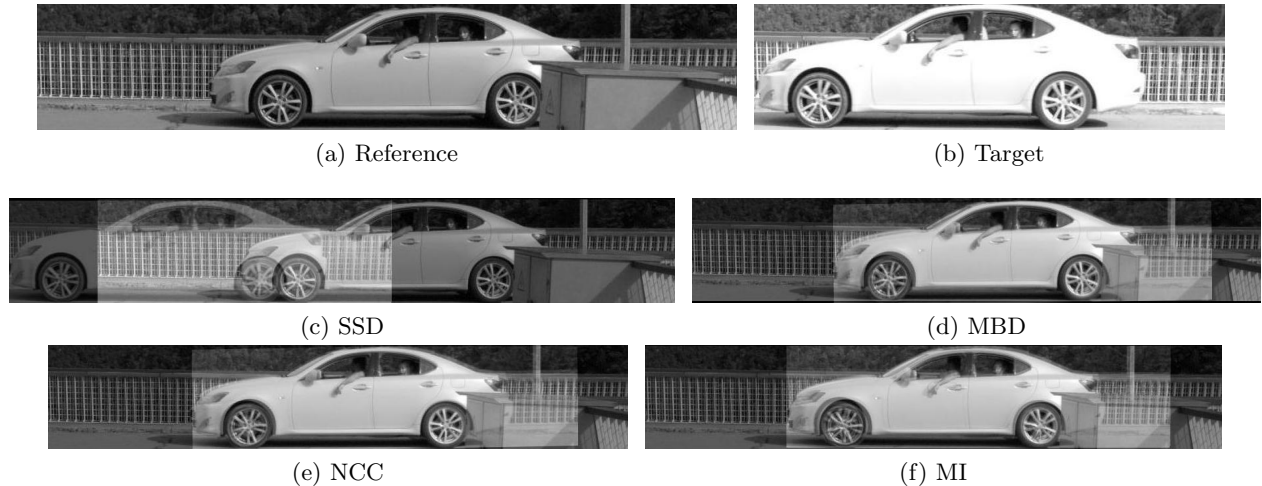 (a) Reference
(b) Target
(c) SSD
(d) MBD
(e) NCC
(f) MI